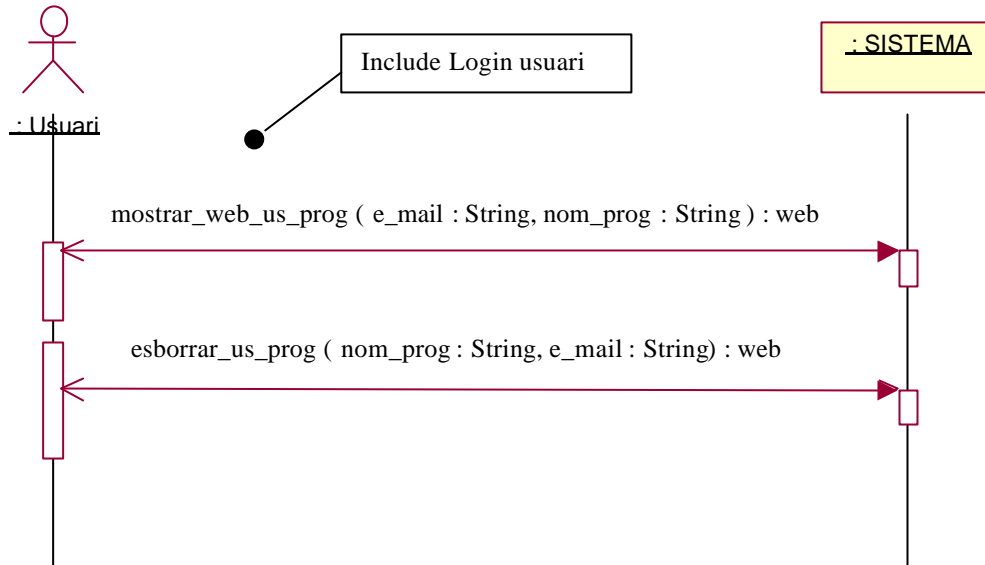 Include Login usuari
: SISTEMA
: Usuari
mostrar_web_us_prog ( e_mail : String, nom_prog : String ) : web
esborrar_us_prog ( nom_prog : String, e_mail : String) : web